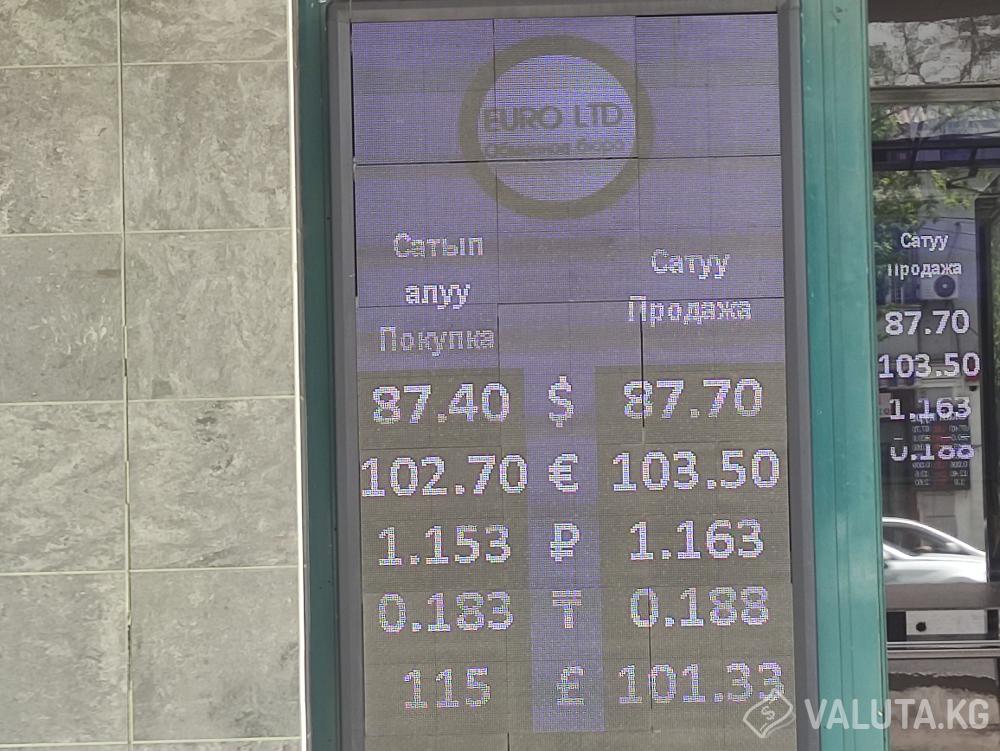 EURO LTD
Обменное бюро
Сатып
алуу
Покупка
Сатуу
Продажа
87.40 $ 87.70
102.70 € 103.50
1.153 ₽ 1.163
0.183 ₸ 0.188
115 £ 101.33
Сатуу
Продажа
87.70
103.50
1.163
0.188
VALUTA.KG